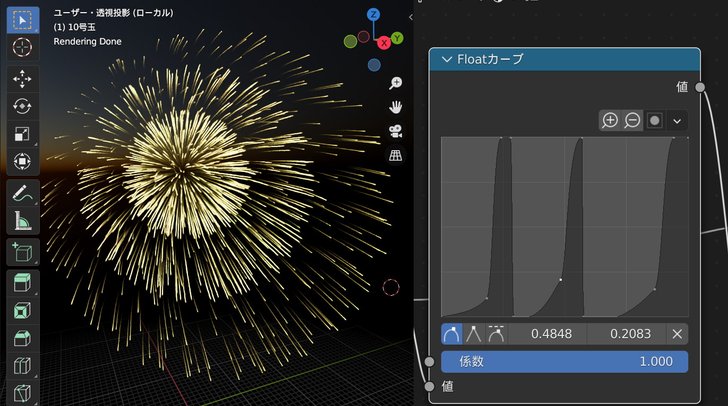 ユーザー・透視投影 (ローカル)
(1) 10号玉
Rendering Done
Z
X
Y
Floatカーブ
値
0.4848
0.2083
係数
1.000
値